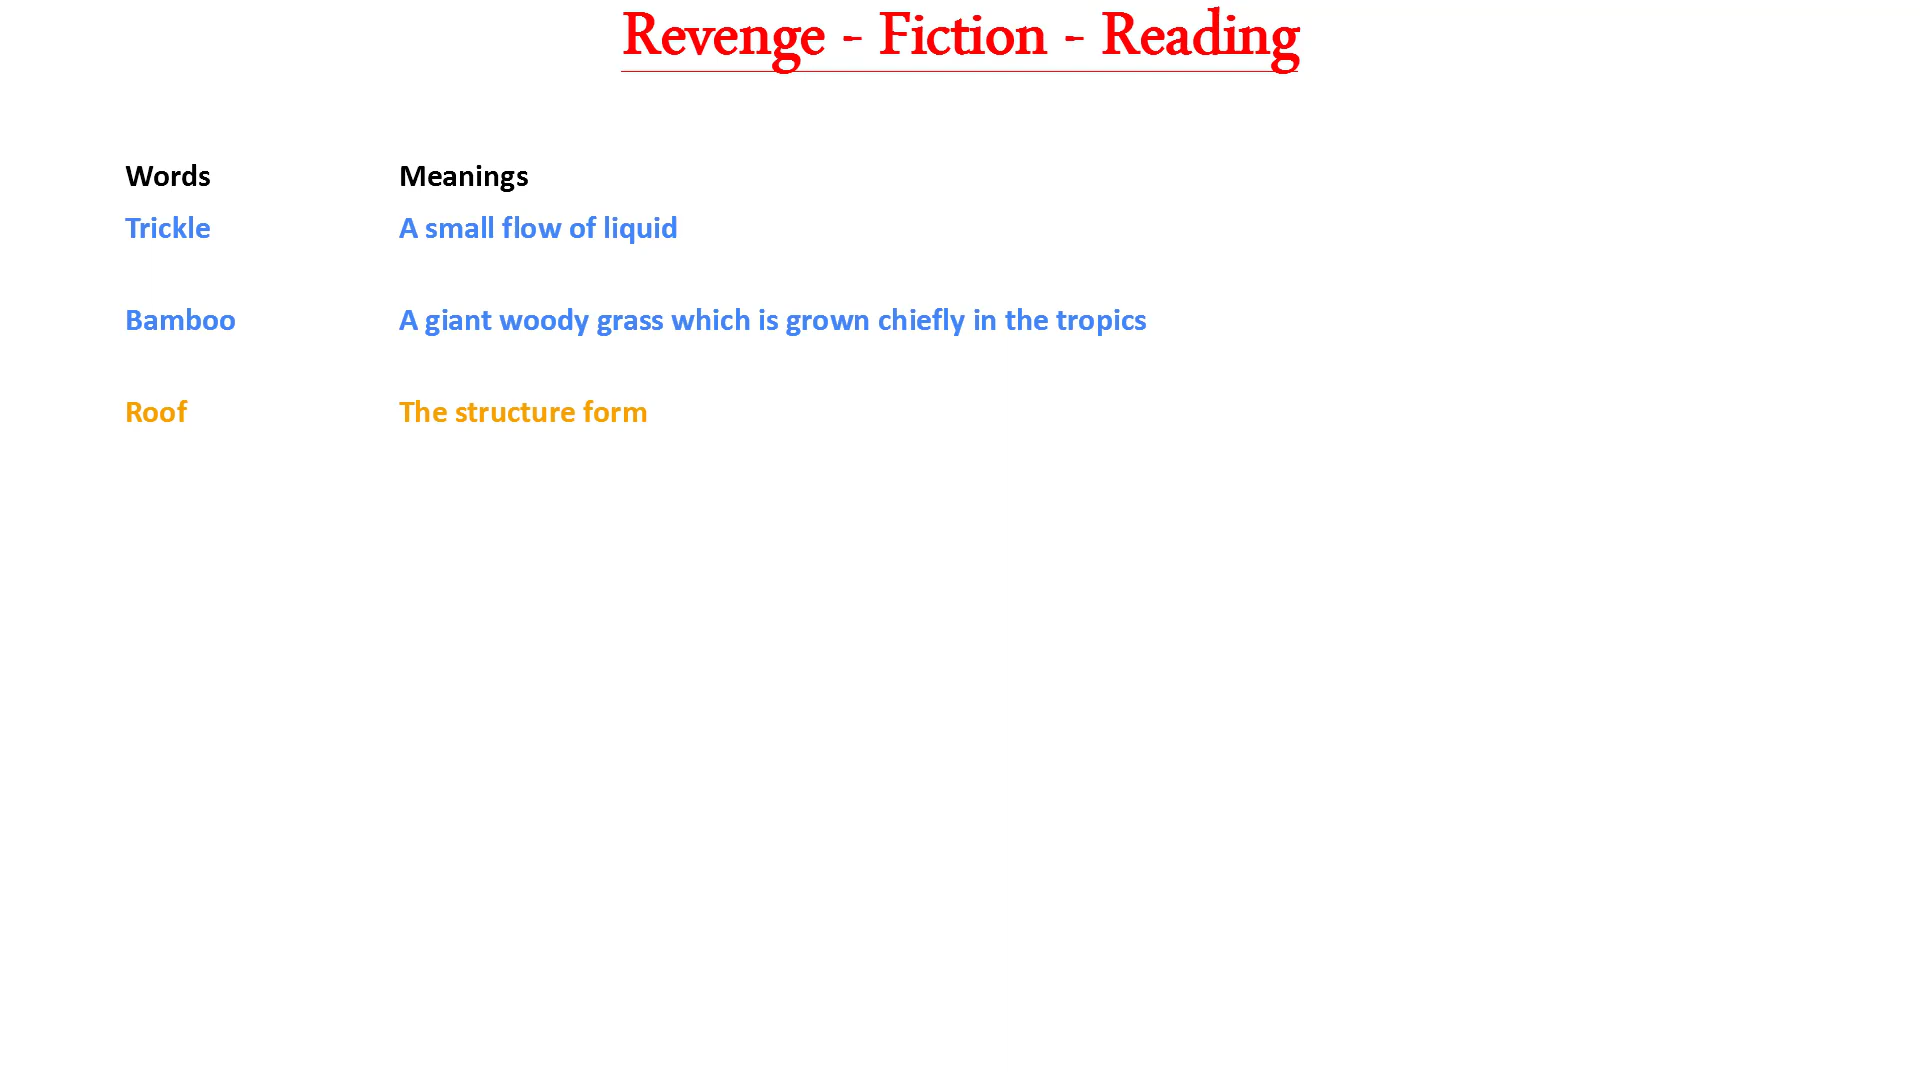 Revenge - Fiction - Reading
Words Meanings
Trickle A small flow of liquid
Bamboo A giant woody grass which is grown chiefly in the tropics
Roof The structure form